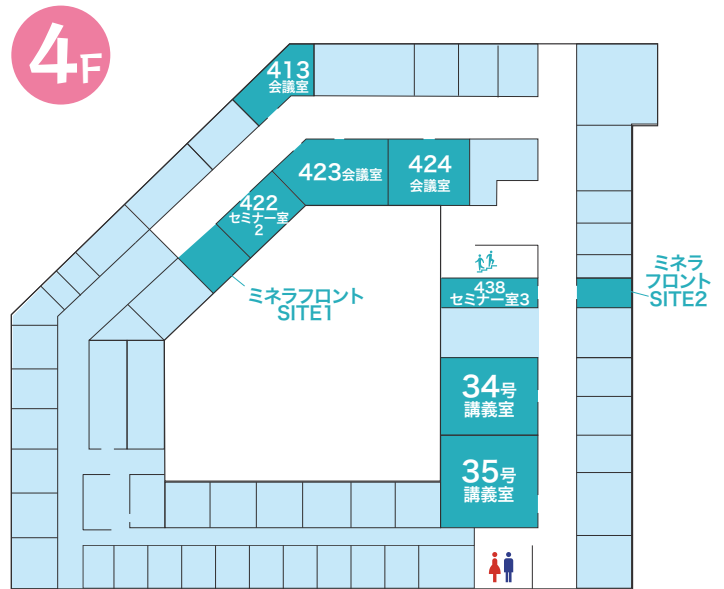 4F
413
会議室
423会議室
424
会議室
422
セミナー室
2
ミネラフロント
SITE1
438
セミナー室3
ミネラ
フロント
SITE2
34号
講義室
35号
講義室